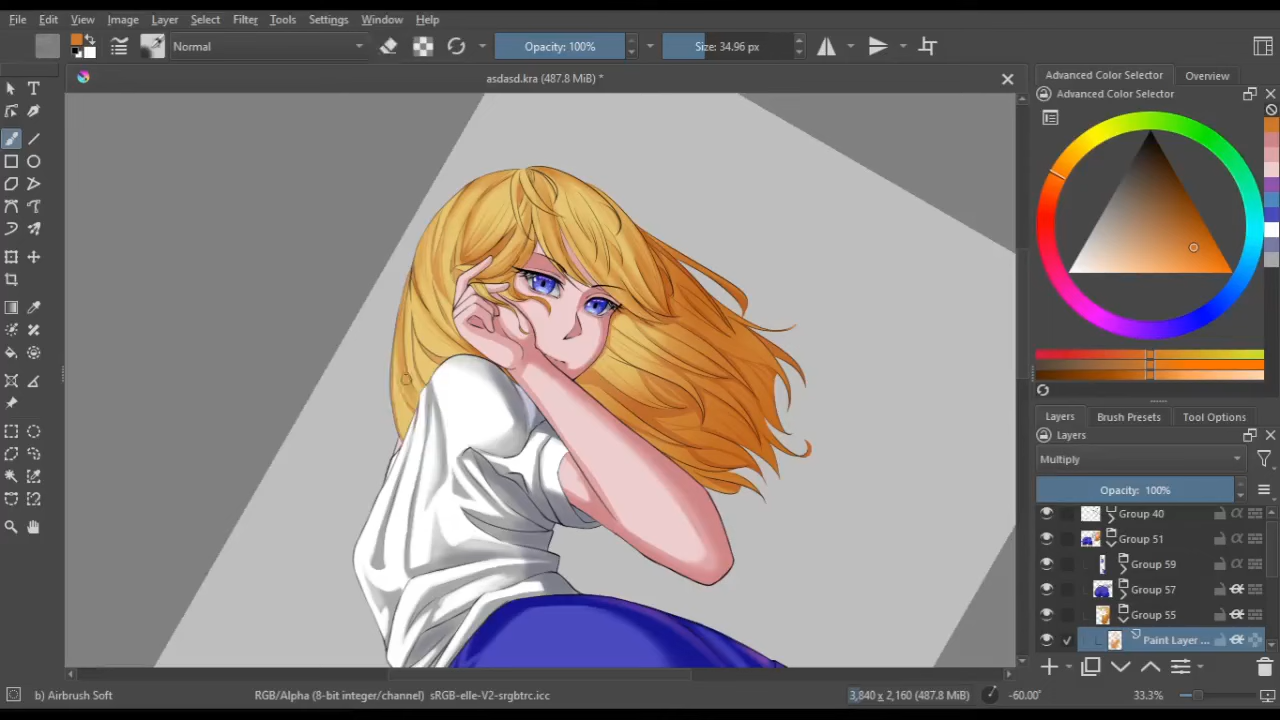 File Edit View Image Layer Select Filter Tools Settings Window Help
Normal Opacity: 100% Size: 34.96 px
asdasd.kra (487.8 MiB) *
Advanced Color Selector Overview
Advanced Color Selector
Layers Brush Presets Tool Options
Layers
Multiply
Opacity: 100%
Group 40
Group 51
Group 59
Group 57
Group 55
Paint Layer ...
b) Airbrush Soft RGB/Alpha (8-bit integer/channel) sRGB-elle-V2-srgbtrc.icc 3,840 x 2,160 (487.8 MiB) -60.00° 33.3%